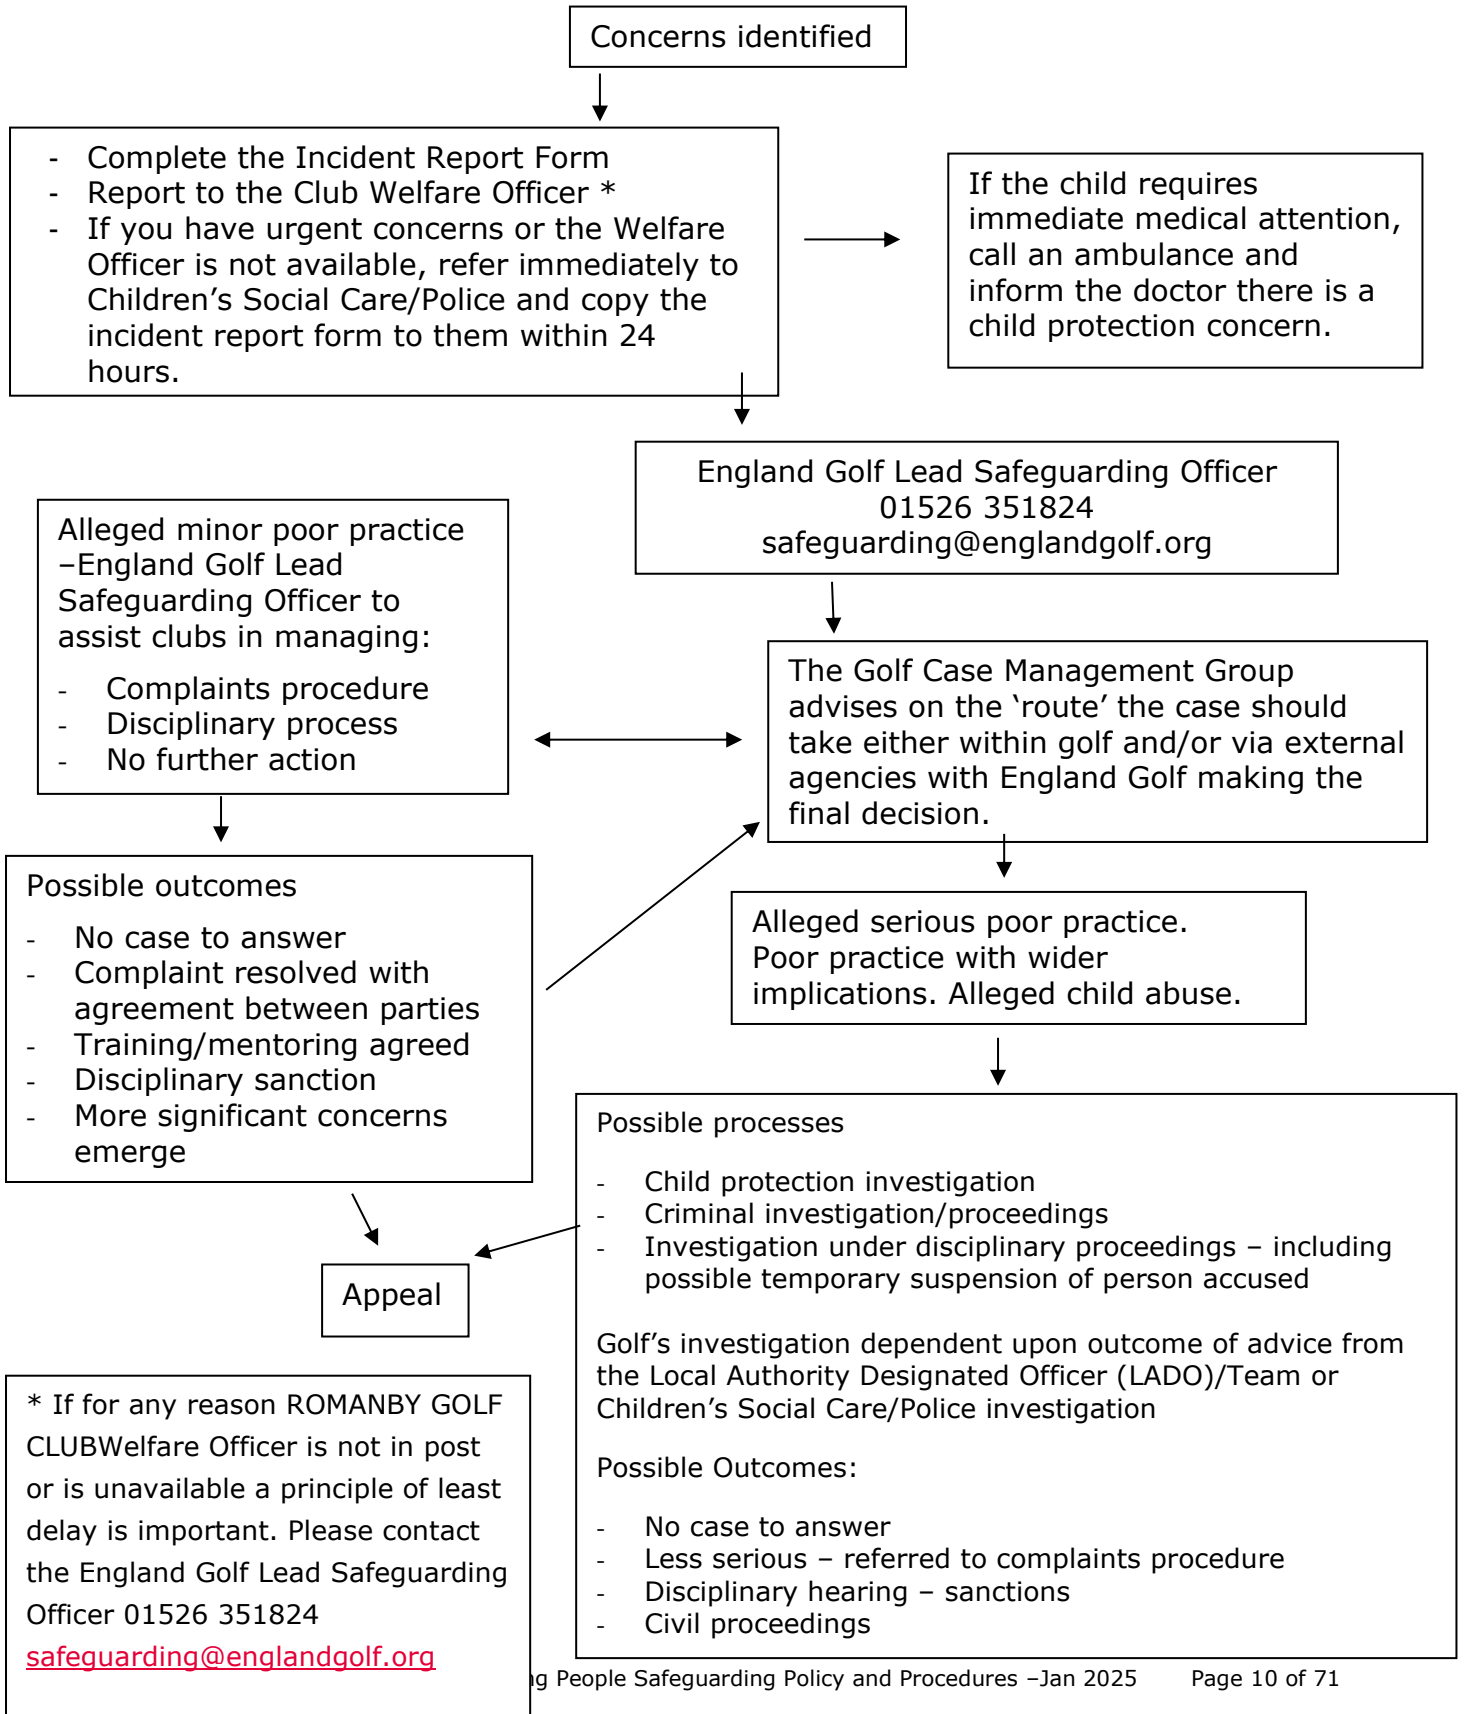 Concerns identified
- Complete the Incident Report Form
- Report to the Club Welfare Officer *
- If you have urgent concerns or the Welfare
Officer is not available, refer immediately to
Children’s Social Care/Police and copy the
incident report form to them within 24
hours.
If the child requires
immediate medical attention,
call an ambulance and
inform the doctor there is a
child protection concern.
England Golf Lead Safeguarding Officer
01526 351824
safeguarding@englandgolf.org
Alleged minor poor practice
–England Golf Lead
Safeguarding Officer to
assist clubs in managing:
- Complaints procedure
- Disciplinary process
- No further action
The Golf Case Management Group
advises on the ‘route’ the case should
take either within golf and/or via external
agencies with England Golf making the
final decision.
Possible outcomes
- No case to answer
- Complaint resolved with
agreement between parties
- Training/mentoring agreed
- Disciplinary sanction
- More significant concerns
emerge
Alleged serious poor practice.
Poor practice with wider
implications. Alleged child abuse.
Possible processes
- Child protection investigation
- Criminal investigation/proceedings
- Investigation under disciplinary proceedings – including
possible temporary suspension of person accused
Golf’s investigation dependent upon outcome of advice from
the Local Authority Designated Officer (LADO)/Team or
Children’s Social Care/Police investigation
Possible Outcomes:
- No case to answer
- Less serious – referred to complaints procedure
- Disciplinary hearing – sanctions
- Civil proceedings
Appeal
* If for any reason ROMANBY GOLF
CLUBWelfare Officer is not in post
or is unavailable a principle of least
delay is important. Please contact
the England Golf Lead Safeguarding
Officer 01526 351824
safeguarding@englandgolf.org
People Safeguarding Policy and Procedures –Jan 2025 Page 10 of 71